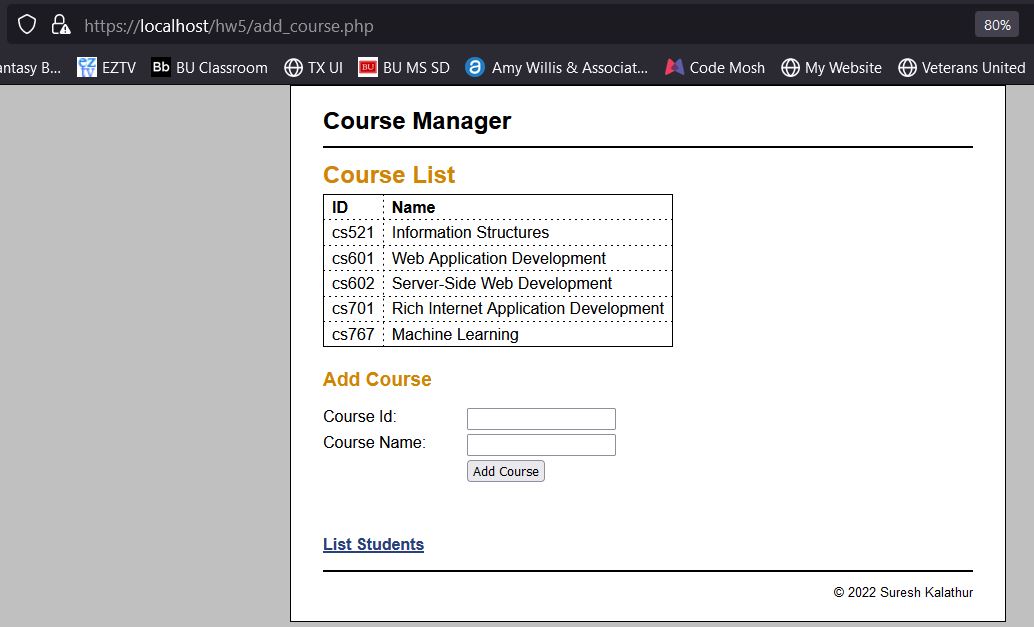 https://localhost/hw5/add_course.php 80%
antasy B... EZTV Bb BU Classroom TX UI BU BU MS SD a Amy Willis & Associat... Code Mosh My Website Veterans United
Course Manager
Course List
ID Name
cs521 Information Structures
cs601 Web Application Development
cs602 Server-Side Web Development
cs701 Rich Internet Application Development
cs767 Machine Learning
Add Course
Course Id:
Course Name:
Add Course
List Students
© 2022 Suresh Kalathur